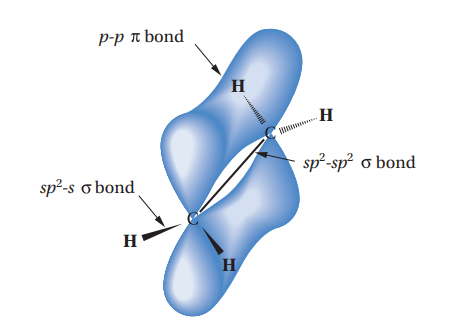 p-p π bond
H
H
C
sp²-sp² σ bond
sp²-s σ bond
C
H
H